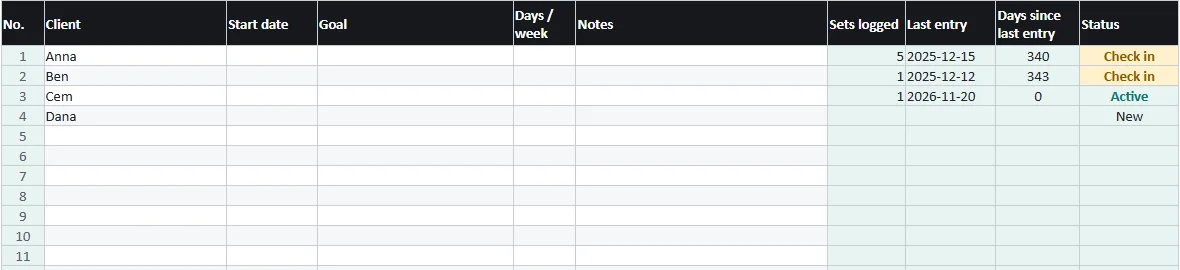 No. Client Start date Goal Days / week Notes Sets logged Last entry Days since last entry Status
1 Anna 5 2025-12-15 340 Check in
2 Ben 1 2025-12-12 343 Check in
3 Cem 1 2026-11-20 0 Active
4 Dana New
5
6
7
8
9
10
11